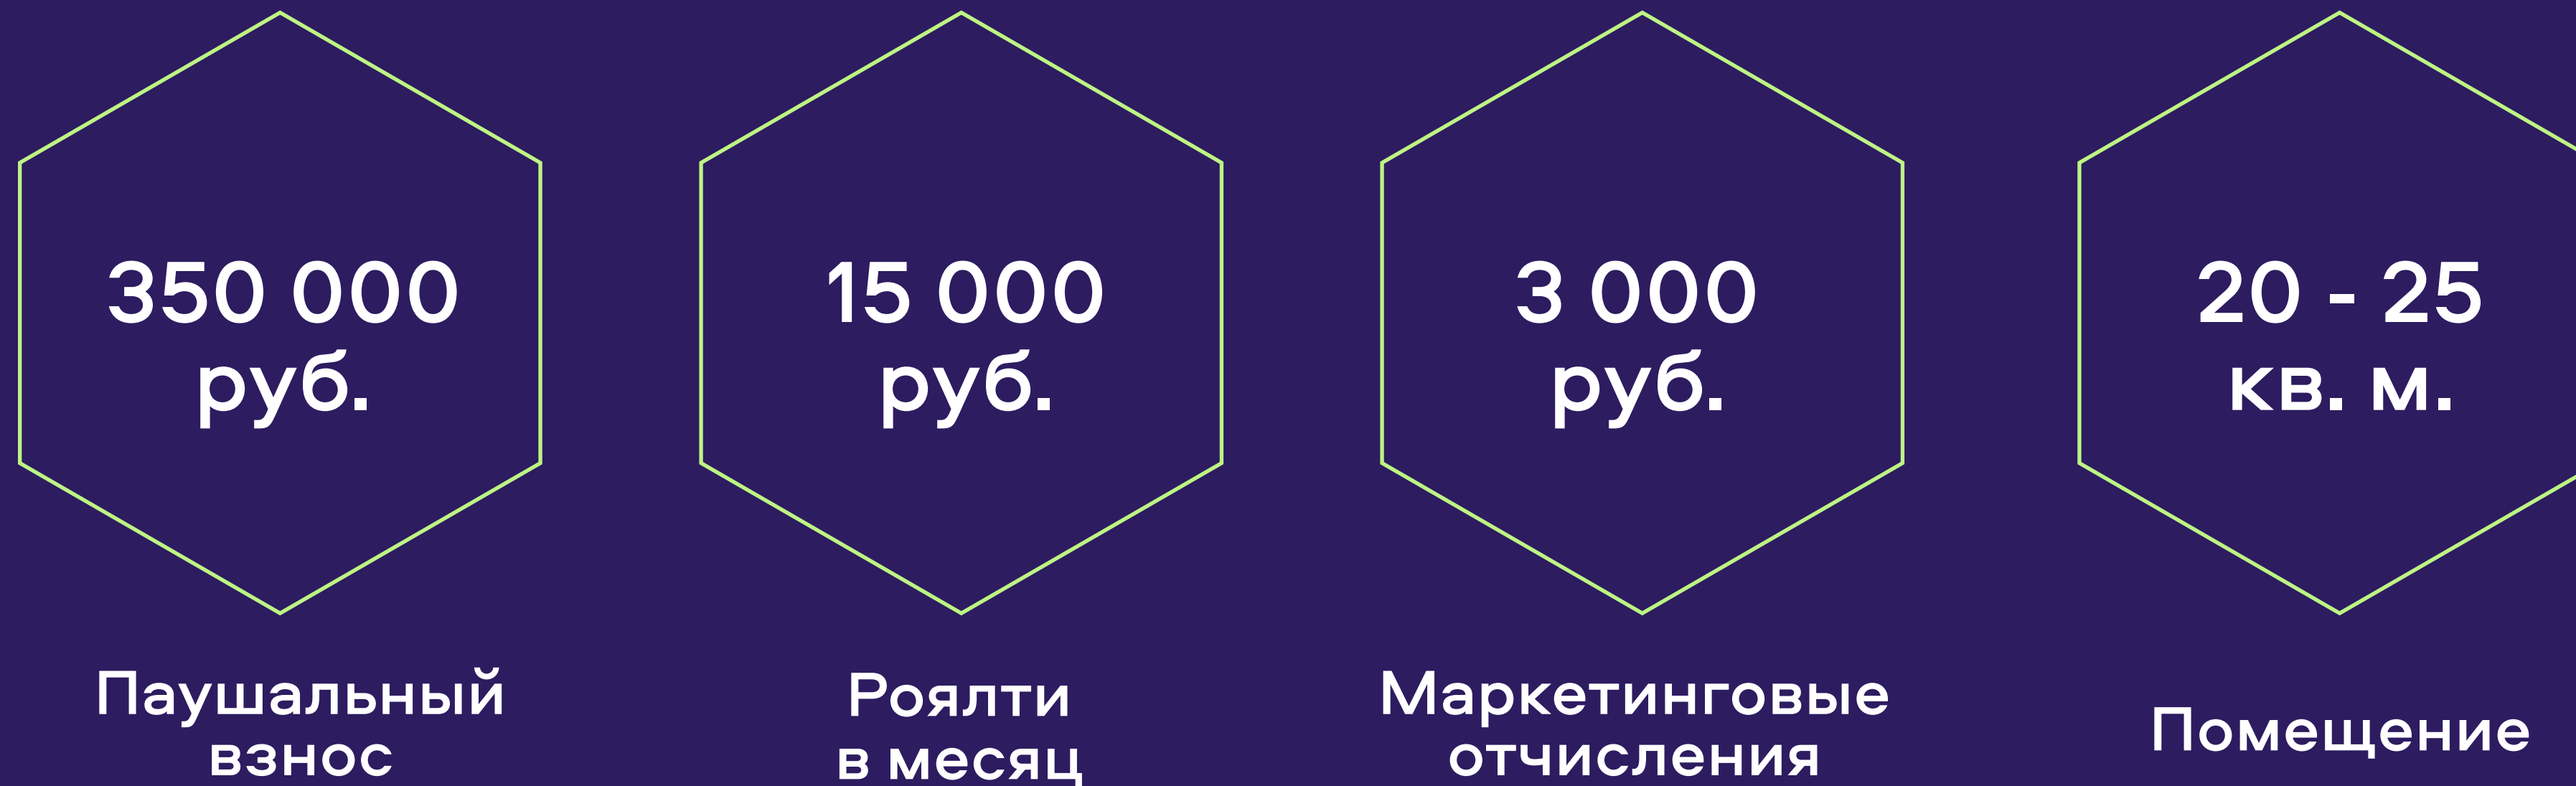 350 000
руб.
15 000
руб.
3 000
руб.
20 - 25
кв. м.
Паушальный
взнос
Роялти
в месяц
Маркетинговые
отчисления
Помещение